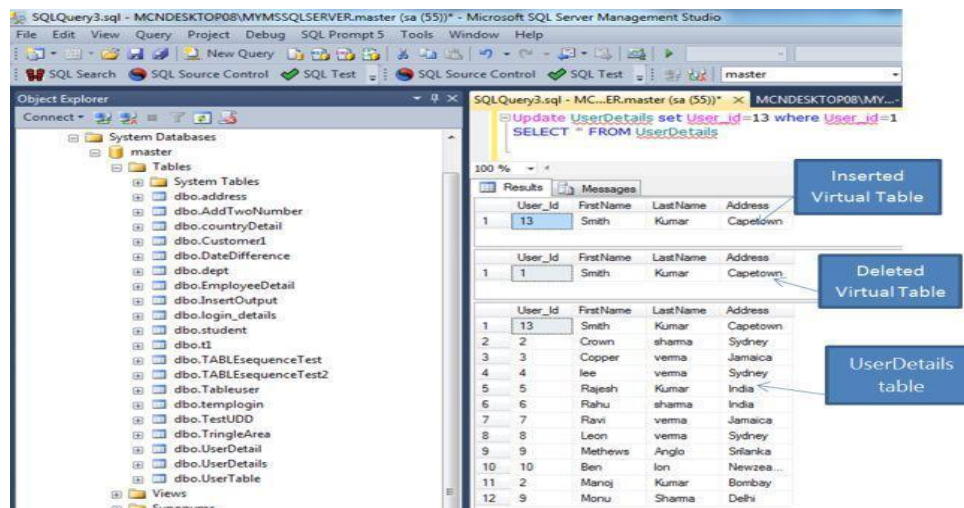 SQLQuery3.sql - MCNDESKTOP08\MYMSSQLSERVER.master (sa (55))* - Microsoft SQL Server Management Studio
File Edit View Query Project Debug SQL Prompt 5 Tools Window Help
New Query
SQL Search SQL Source Control SQL Test SQL Source Control SQL Test master
Object Explorer
Connect
System Databases
master
Tables
System Tables
dbo.address
dbo.AddTwoNumber
dbo.countryDetail
dbo.Customer1
dbo.DateDifference
dbo.dept
dbo.EmployeeDetail
dbo.InsertOutput
dbo.login_details
dbo.student
dbo.t1
dbo.TABLEsequenceTest
dbo.TABLEsequenceTest2
dbo.Tableuser
dbo.templogin
dbo.TestUDD
dbo.TringleArea
dbo.UserDetail
dbo.UserDetails
dbo.UserTable
Views
Synonyms
SQLQuery3.sql - MC...ER.master (sa (55))* MCNDESKTOP08\MY...
Update UserDetails set User_id=13 where User_id=1
SELECT * FROM UserDetails
100 %
Results Messages
User_Id FirstName LastName Address
1 13 Smith Kumar Capetown
Inserted
Virtual Table
User_Id FirstName LastName Address
1 1 Smith Kumar Capetown
Deleted
Virtual Table
User_Id FirstName LastName Address
1 13 Smith Kumar Capetown
2 2 Crown sharma Sydney
3 3 Copper verma Jamaica
4 4 lee verma Sydney
5 5 Rajesh Kumar India
6 6 Rahu sharma India
7 7 Ravi verma Jamaica
8 8 Leon verma Sydney
9 9 Methews Anglo Srilanka
10 10 Ben lon Newzea...
11 2 Manoj Kumar Bombay
12 9 Monu Sharma Delhi
UserDetails
table